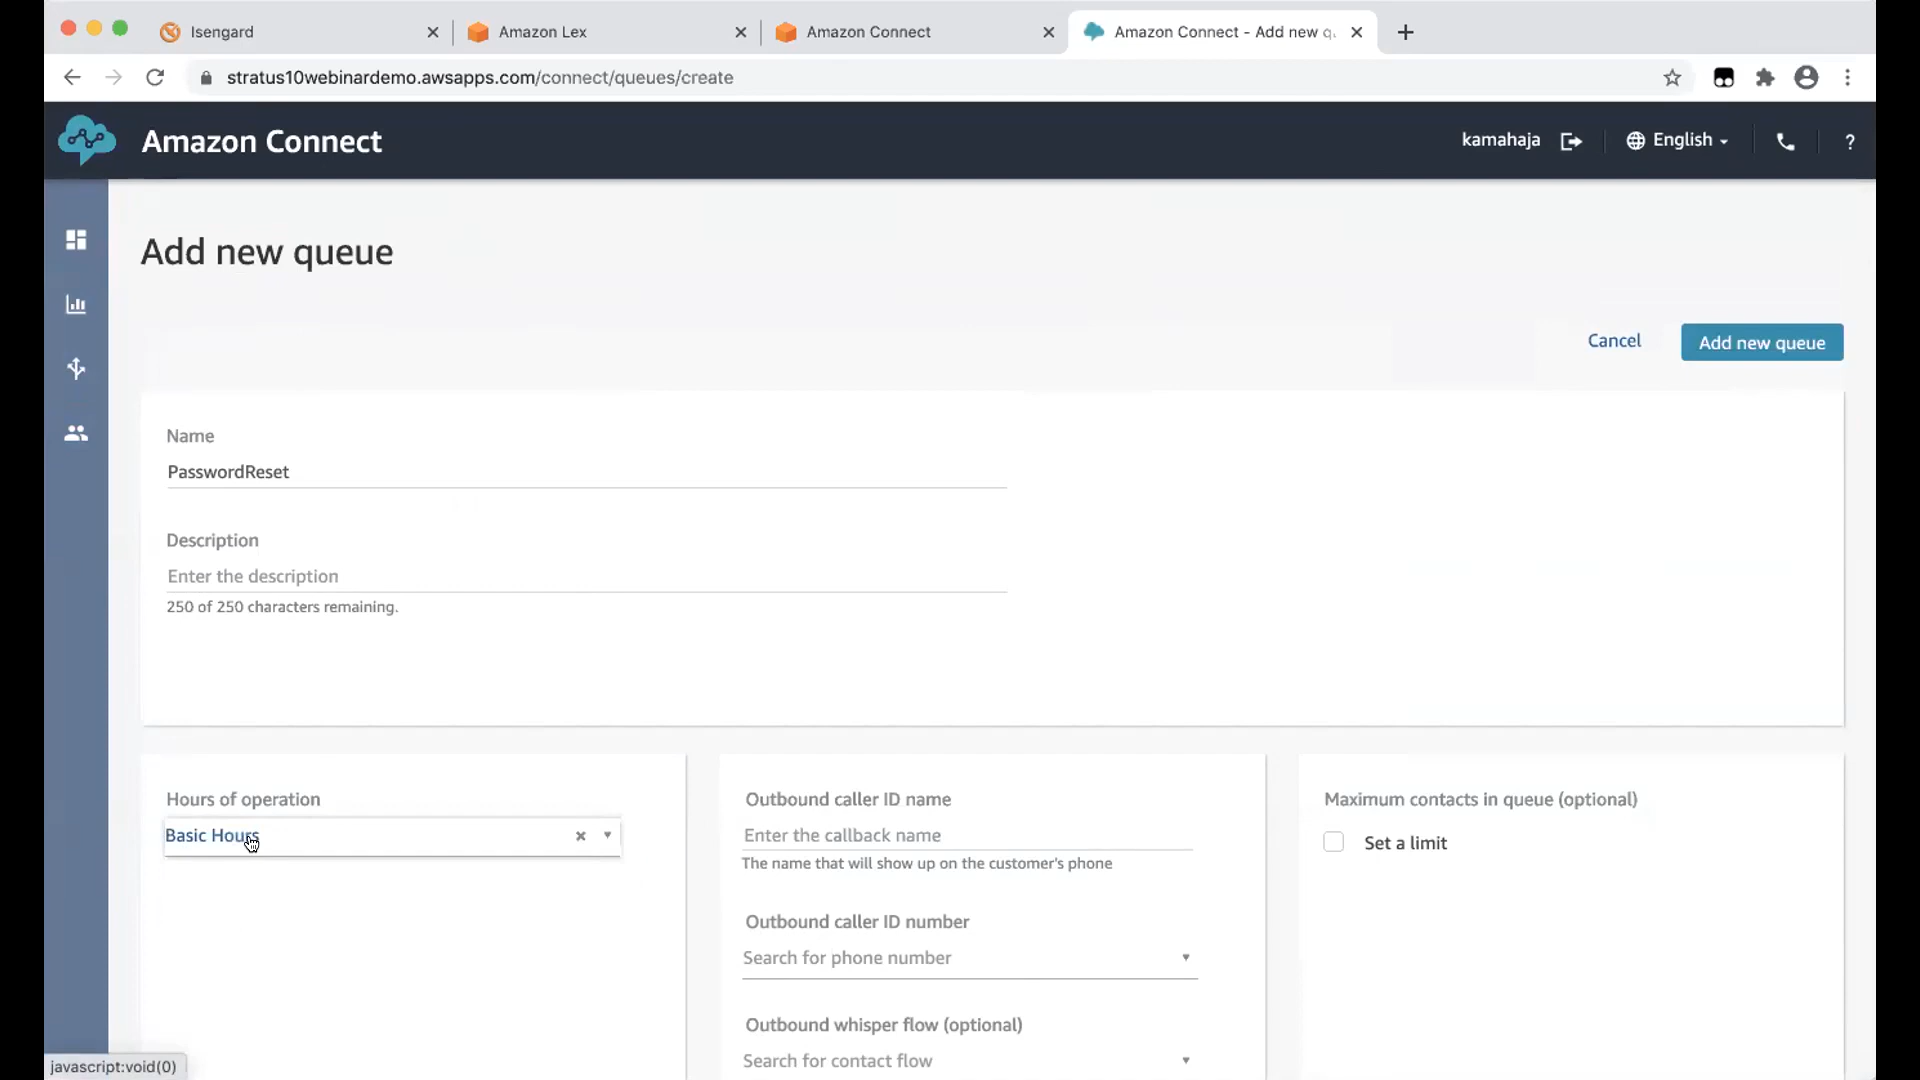 Isengard
Amazon Lex
Amazon Connect
Amazon Connect - Add new q
stratus10webinardemo.awsapps.com/connect/queues/create
Amazon Connect
kamahaja
English
?
Add new queue
Cancel
Add new queue
Name
PasswordReset
Description
Enter the description
250 of 250 characters remaining.
Hours of operation
Basic Hours
Outbound caller ID name
Enter the callback name
The name that will show up on the customer's phone
Outbound caller ID number
Search for phone number
Outbound whisper flow (optional)
Search for contact flow
Maximum contacts in queue (optional)
Set a limit
javascript:void(0)